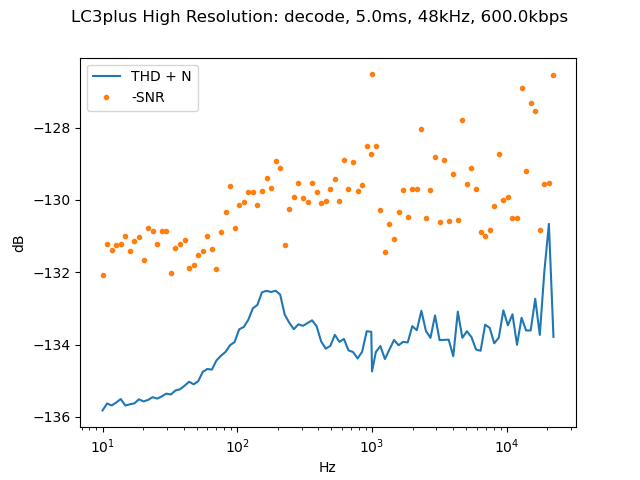 LC3plus High Resolution: decode, 5.0ms, 48kHz, 600.0kbps
THD + N
-SNR
−128
−130
−132
−134
−136
dB
10¹ 10² 10³ 10⁴
Hz